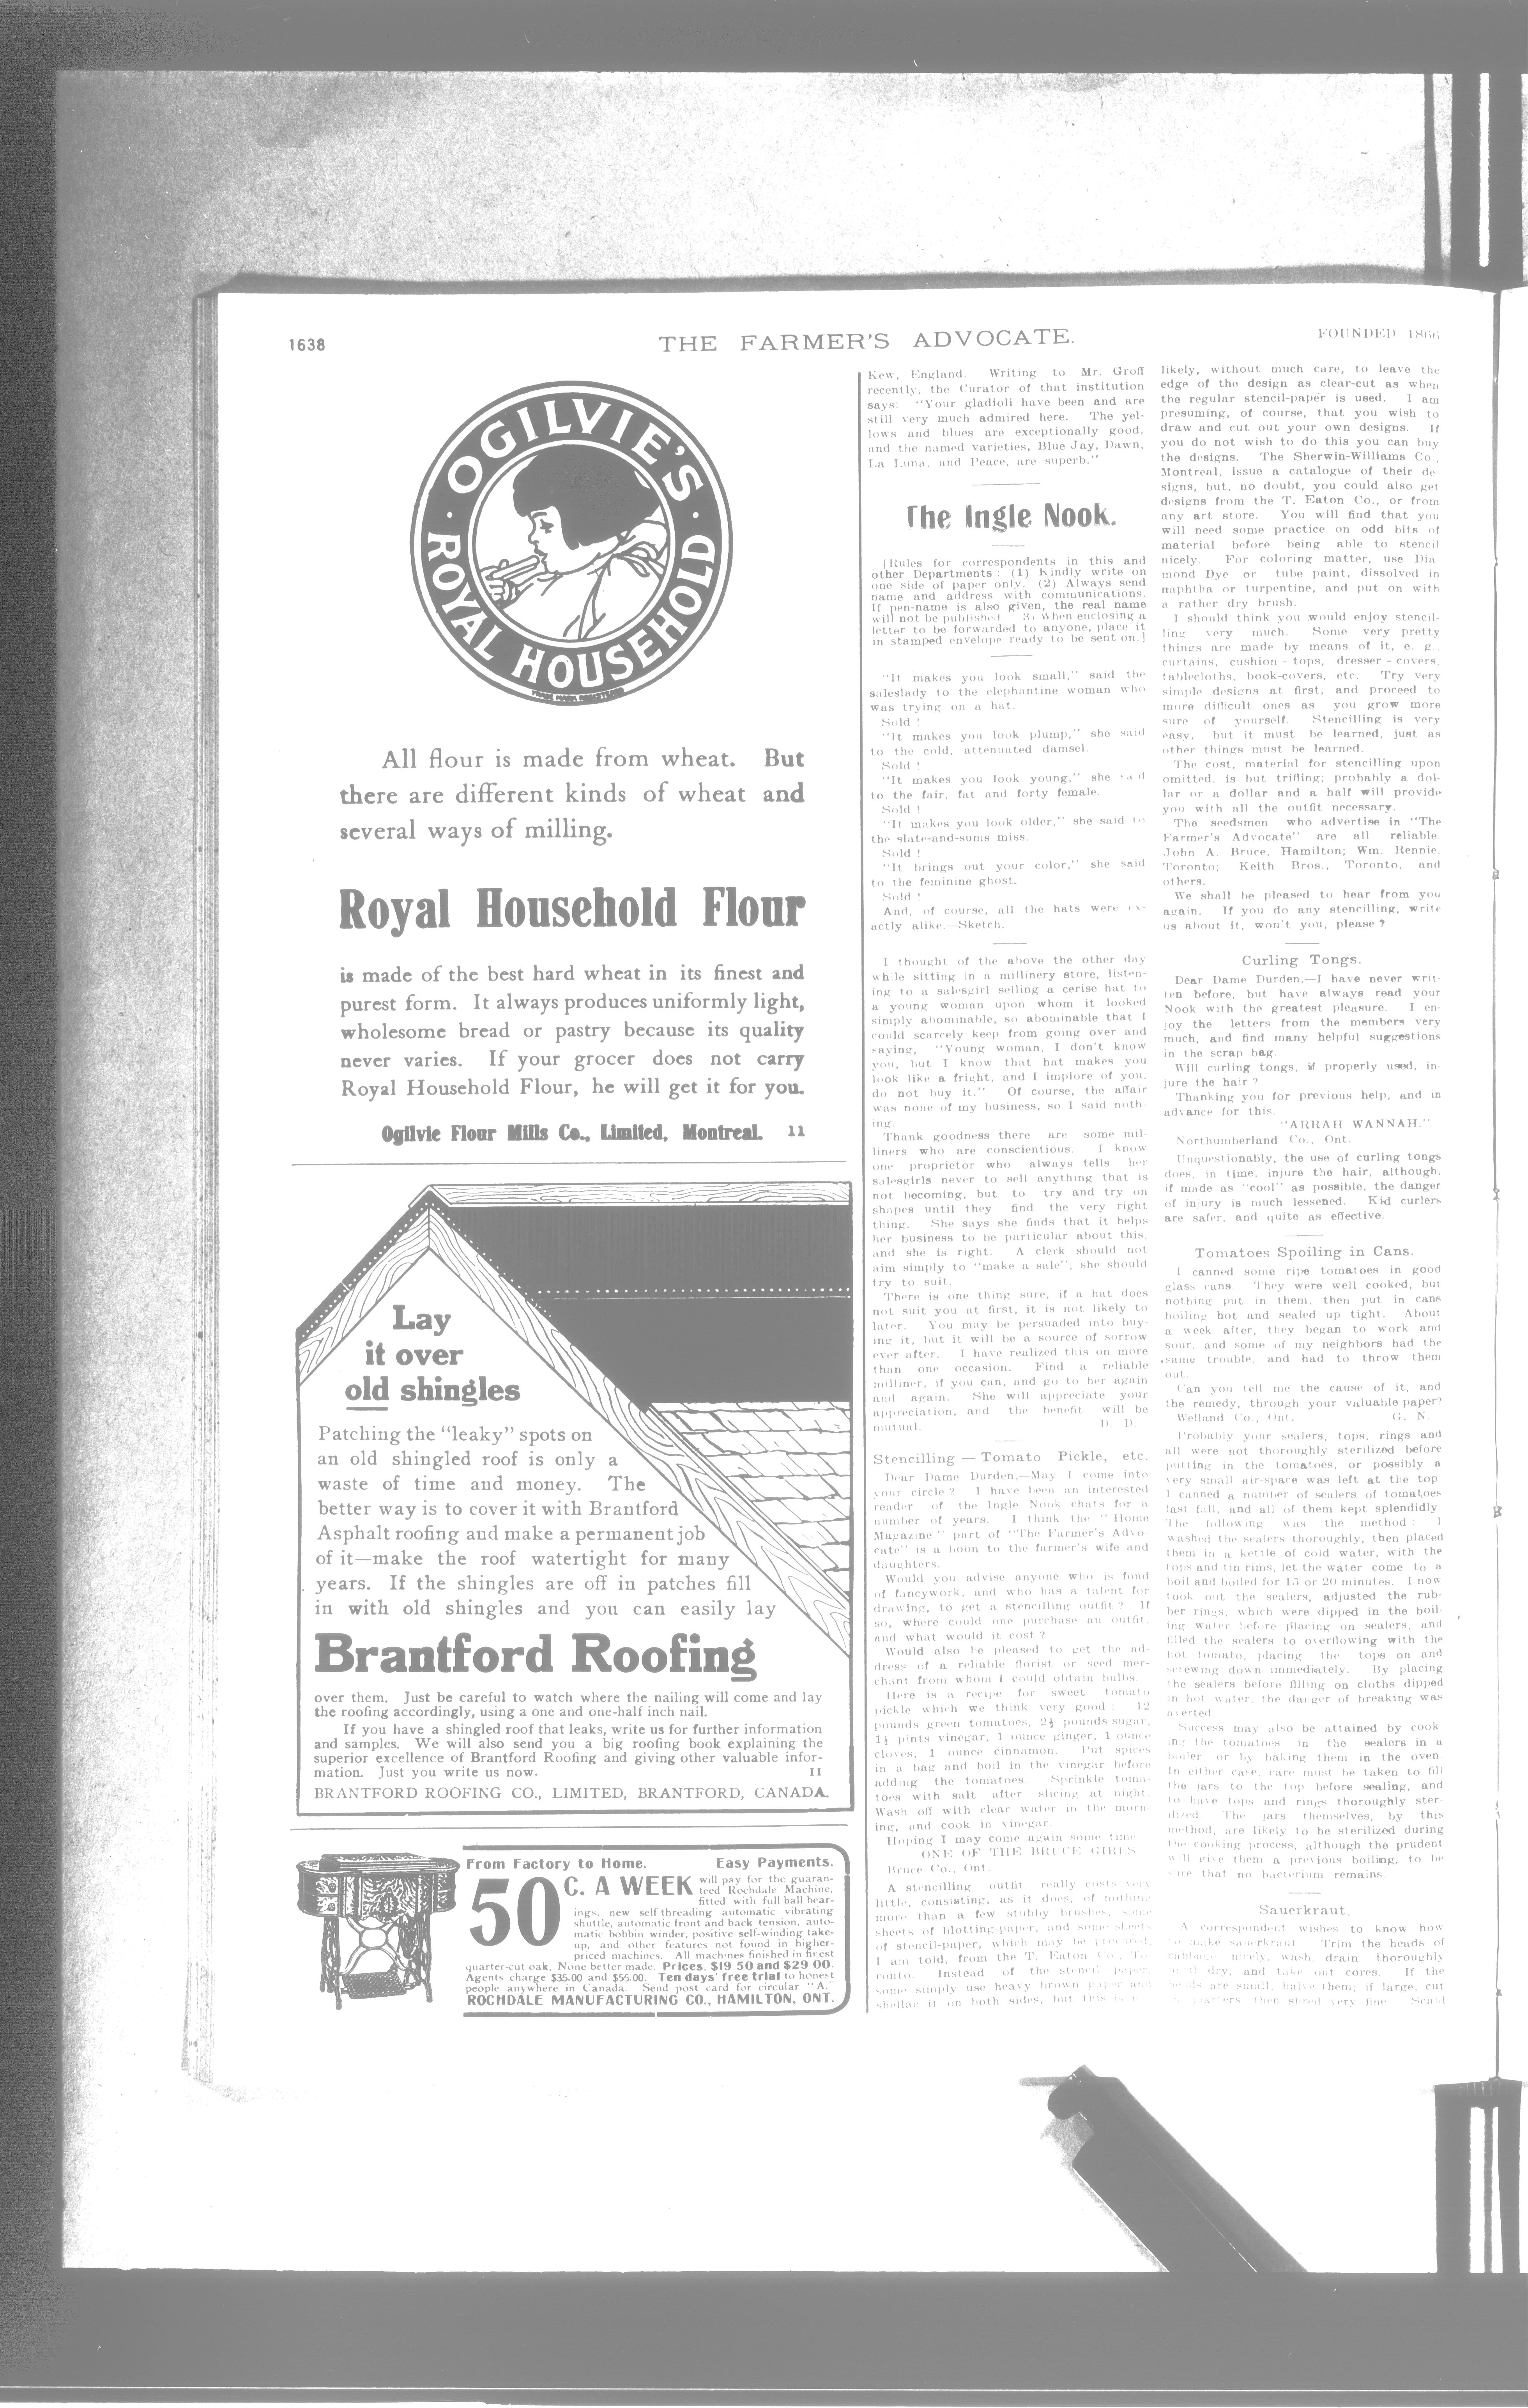 1638
THE FARMER'S ADVOCATE.
FOUNDED 1866
OGILVIE'S
ROYAL HOUSEHOLD
TRADE MARK REGISTERED
All flour is made from wheat. But
there are different kinds of wheat and
several ways of milling.
Royal Household Flour
is made of the best hard wheat in its finest and
purest form. It always produces uniformly light,
wholesome bread or pastry because its quality
never varies. If your grocer does not carry
Royal Household Flour, he will get it for you.
Ogilvie Flour Mills Co., Limited, Montreal. 11
Lay
it over
old shingles
Patching the "leaky" spots on
an old shingled roof is only a
waste of time and money. The
better way is to cover it with Brantford
Asphalt roofing and make a permanent job
of it—make the roof watertight for many
years. If the shingles are off in patches fill
in with old shingles and you can easily lay
Brantford Roofing
over them. Just be careful to watch where the nailing will come and lay
the roofing accordingly, using a one and one-half inch nail.
If you have a shingled roof that leaks, write us for further information
and samples. We will also send you a big roofing book explaining the
superior excellence of Brantford Roofing and giving other valuable infor-
mation. Just you write us now. 11
BRANTFORD ROOFING CO., LIMITED, BRANTFORD, CANADA.
From Factory to Home. Easy Payments.
50 C. A WEEK will pay for the guaran-
teed Rochdale Machine,
fitted with full ball bear-
ings, new self threading automatic vibrating
shuttle, automatic front and back tension, auto-
matic bobbin winder, positive self-winding take-
up, and other features not found in higher-
priced machines. All machines finished in finest
quarter-cut oak. None better made. Prices, $19 50 and $29 00.
Agents charge $35.00 and $55.00. Ten days' free trial to honest
people anywhere in Canada. Send post card for circular "A."
ROCHDALE MANUFACTURING CO., HAMILTON, ONT.
Kew, England. Writing to Mr. Groff
recently, the Curator of that institution
says: "Your gladioli have been and are
still very much admired here. The yel-
lows and blues are exceptionally good,
and the named varieties, Blue Jay, Dawn,
La Luna, and Peace, are superb."
The Ingle Nook.
[Rules for correspondents in this and
other Departments : (1) Kindly write on
one side of paper only. (2) Always send
name and address with communications.
If pen-name is also given, the real name
will not be published. (3) When enclosing a
letter to be forwarded to anyone, place it
in stamped envelope ready to be sent on.]
"It makes you look small," said the
saleslady to the elephantine woman who
was trying on a hat.
Sold !
"It makes you look plump," she said
to the cold, attenuated damsel.
Sold !
"It makes you look young," she said
to the fair, fat and forty female.
Sold !
"It makes you look older," she said to
the slate-and-sums miss.
Sold !
"It brings out your color," she said
to the feminine ghost.
Sold !
And, of course, all the hats were ex-
actly alike.—Sketch.
I thought of the above the other day
while sitting in a millinery store, listen-
ing to a salesgirl selling a cerise hat to
a young woman upon whom it looked
simply abominable, so abominable that I
could scarcely keep from going over and
saying, "Young woman, I don't know
you, but I know that hat makes you
look like a fright, and I implore of you,
do not buy it." Of course, the affair
was none of my business, so I said noth-
ing.
Thank goodness there are some mil-
liners who are conscientious. I know
one proprietor who always tells her
salesgirls never to sell anything that is
not becoming, but to try and try on
shapes until they find the very right
thing. She says she finds that it helps
her business to be particular about this,
and she is right. A clerk should not
aim simply to "make a sale"; she should
try to suit.
There is one thing sure, if a hat does
not suit you at first, it is not likely to
later. You may be persuaded into buy-
ing it, but it will be a source of sorrow
ever after. I have realized this on more
than one occasion. Find a reliable
milliner, if you can, and go to her again
and again. She will appreciate your
appreciation, and the benefit will be
mutual. D. D.
Stencilling — Tomato Pickle, etc.
Dear Dame Durden,—May I come into
your circle ? I have been an interested
reader of the Ingle Nook chats for a
number of years. I think the "Home
Magazine" part of "The Farmer's Advo-
cate" is a boon to the farmer's wife and
daughters.
Would you advise anyone who is fond
of fancywork, and who has a talent for
drawing, to get a stencilling outfit ? If
so, where could one purchase an outfit,
and what would it cost ?
Would also be pleased to get the ad-
dress of a reliable florist or seed mer-
chant from whom I could obtain bulbs.
Here is a recipe for sweet tomato
pickle which we think very good : 12
pounds green tomatoes, 2½ pounds sugar,
1½ pints vinegar, 1 ounce ginger, 1 ounce
cloves, 1 ounce cinnamon. Put spices
in a bag and boil in the vinegar before
adding the tomatoes. Sprinkle toma-
toes with salt after slicing at night.
Wash off with clear water in the morn-
ing, and cook in vinegar.
Hoping I may come again some time.
ONE OF THE BRUCE GIRLS.
Bruce Co., Ont.
A stencilling outfit really costs very
little, consisting, as it does, of nothing
more than a few stubby brushes, some
sheets of blotting-paper, and some sheets
of stencil-paper, which may be procured,
I am told, from the T. Eaton Co., To-
ronto. Instead of the stencil-paper,
some simply use heavy brown paper and
shellac it on both sides, but this is not
likely, without much care, to leave the
edge of the design as clear-cut as when
the regular stencil-paper is used. I am
presuming, of course, that you wish to
draw and cut out your own designs. If
you do not wish to do this you can buy
the designs. The Sherwin-Williams Co.,
Montreal, issue a catalogue of their de-
signs, but, no doubt, you could also get
designs from the T. Eaton Co., or from
any art store. You will find that you
will need some practice on odd bits of
material before being able to stencil
nicely. For coloring matter, use Dia-
mond Dye or tube paint, dissolved in
naphtha or turpentine, and put on with
a rather dry brush.
I should think you would enjoy stencil-
ling very much. Some very pretty
things are made by means of it, e. g.,
curtains, cushion - tops, dresser - covers,
tablecloths, book-covers, etc. Try very
simple designs at first, and proceed to
more difficult ones as you grow more
sure of yourself. Stencilling is very
easy, but it must be learned, just as
other things must be learned.
The cost, material for stencilling upon
omitted, is but trifling; probably a dol-
lar or a dollar and a half will provide
you with all the outfit necessary.
The seedsmen who advertise in "The
Farmer's Advocate" are all reliable.
John A. Bruce, Hamilton; Wm. Rennie,
Toronto; Keith Bros., Toronto, and
others.
We shall be pleased to hear from you
again. If you do any stencilling, write
us about it, won't you, please ?
Curling Tongs.
Dear Dame Durden,—I have never writ-
ten before, but have always read your
Nook with the greatest pleasure. I en-
joy the letters from the members very
much, and find many helpful suggestions
in the scrap bag.
Will curling tongs, if properly used, in-
jure the hair ?
Thanking you for previous help, and in
advance for this.
"ARRAH WANNAH."
Northumberland Co., Ont.
Unquestionably, the use of curling tongs
does, in time, injure the hair, although,
if made as "cool" as possible, the danger
of injury is much lessened. Kid curlers
are safer, and quite as effective.
Tomatoes Spoiling in Cans.
I canned some ripe tomatoes in good
glass cans. They were well cooked, but
nothing put in them, then put in cans
boiling hot and sealed up tight. About
a week after, they began to work and
sour, and some of my neighbors had the
same trouble, and had to throw them
out.
Can you tell me the cause of it, and
the remedy, through your valuable paper?
Welland Co., Ont. G. N.
Probably your sealers, tops, rings and
all were not thoroughly sterilized before
putting in the tomatoes, or possibly a
very small air-space was left at the top.
I canned a number of sealers of tomatoes
last fall, and all of them kept splendidly.
The following was the method : I
washed the sealers thoroughly, then placed
them in a kettle of cold water, with the
tops and tin rims, let the water come to a
boil and boiled for 15 or 20 minutes. I now
took out the sealers, adjusted the rub-
ber rings, which were dipped in the boil-
ing water before placing on sealers, and
filled the sealers to overflowing with the
hot tomato, placing the tops on and
screwing down immediately. By placing
the sealers before filling on cloths dipped
in hot water, the danger of breaking was
averted.
Success may also be attained by cook-
ing the tomatoes in the sealers in a
boiler, or by baking them in the oven.
In either case, care must be taken to fill
the jars to the top before sealing, and
to have tops and rings thoroughly ster-
ilized. The jars themselves, by this
method, are likely to be sterilized during
the cooking process, although the prudent
will give them a previous boiling, to be
sure that no bacterium remains.
Sauerkraut.
A correspondent wishes to know how
to make sauerkraut. Trim the heads of
cabbage nicely, wash, drain thoroughly
until dry, and take out cores. If the
heads are small, halve them; if large, cut
quarters, then shred very fine. Scald